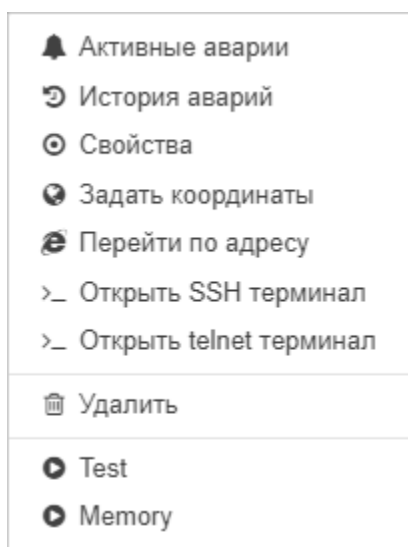 Активные аварии
История аварий
Свойства
Задать координаты
Перейти по адресу
Открыть SSH терминал
Открыть telnet терминал
Удалить
Test
Memory